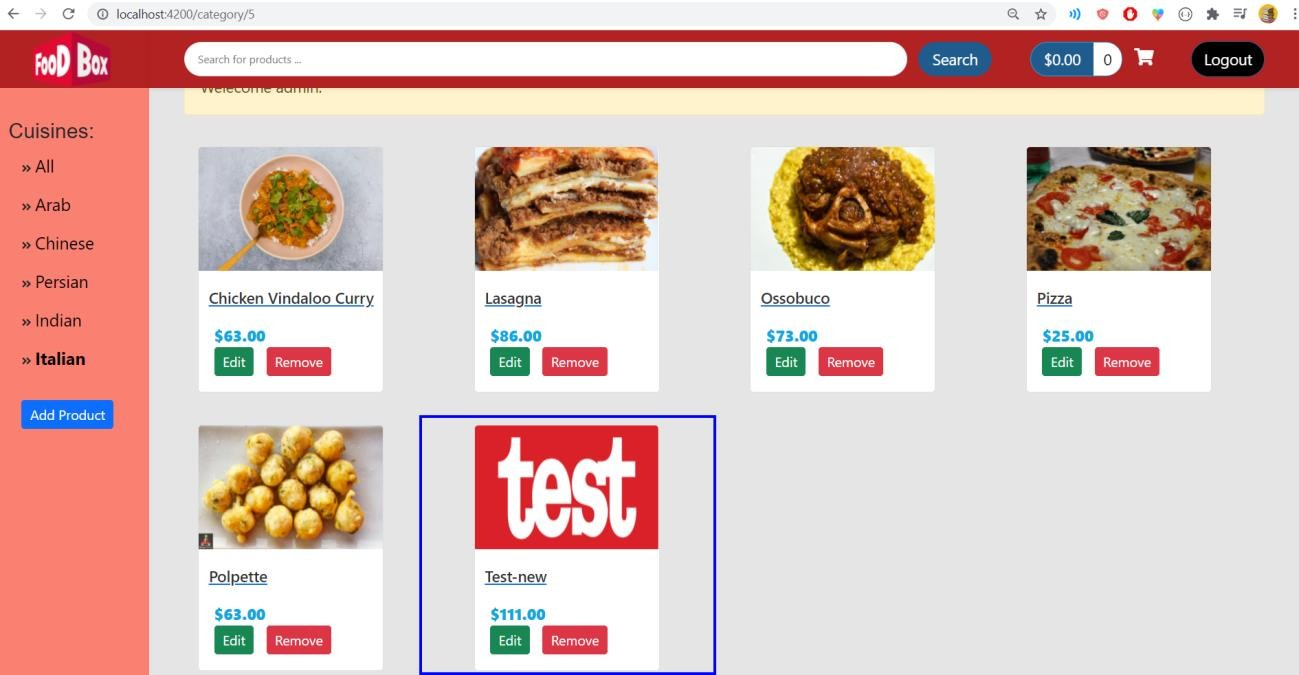 localhost:4200/category/5
FooD Box
Search for products ...
Search
$0.00 0
Logout
Welcome admin.
Cuisines:
» All
» Arab
» Chinese
» Persian
» Indian
» Italian
Add Product
Chicken Vindaloo Curry
$63.00
Edit Remove
Lasagna
$86.00
Edit Remove
Ossobuco
$73.00
Edit Remove
Pizza
$25.00
Edit Remove
Polpette
$63.00
Edit Remove
test
Test-new
$111.00
Edit Remove